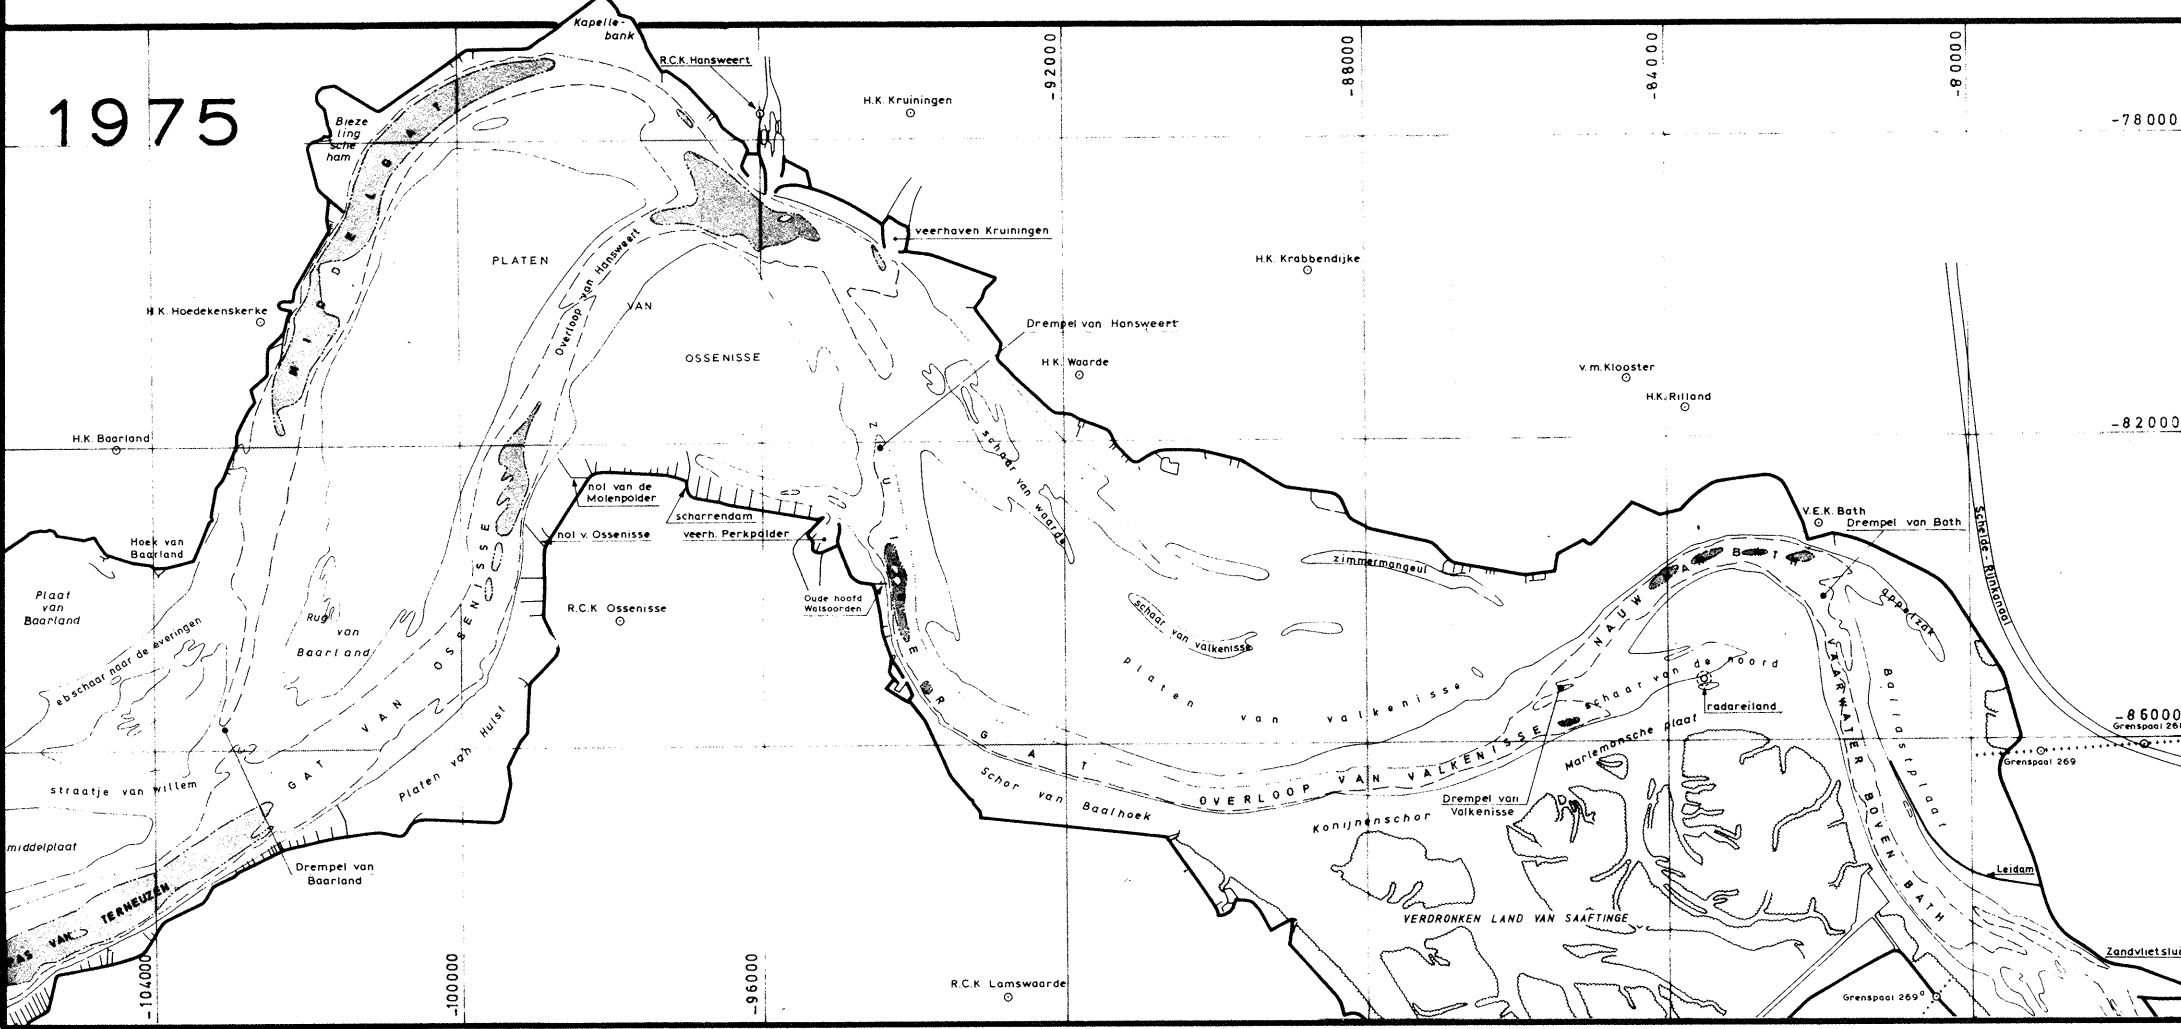 1975
Kapelle-
bank
R.C.K. Hansweert
H.K. Kruiningen
-92000
-88000
-84000
-80000
-78000
Bieze
ling
sche
ham
MIDDELGAT
veerhaven Kruiningen
PLATEN
VAN
OSSENISSE
Overloop van Hansweert
H.K. Krabbendijke
H.K. Hoedekenskerke
Drempel van Hansweert
H.K. Waarde
v.m. Klooster
H.K. Rilland
-82000
H.K. Baarland
schaar van waarde
nol van de
Molenpolder
scharrendam
nol v. Ossenisse
veerh. Perkpolder
Hoek van
Baarland
V.E.K. Bath
Drempel van Bath
Schelde-Rijnkanaal
zimmermangeul
Plaat
van
Baarland
R.C.K Ossenisse
Oude hoofd
Walsoorden
schaar van valkenisse
appelzak
Rug
van
Baarland
ebschaar naar de everingen
GAT VAN OSSENISSE
Platen van Hulst
ZUIDERGAT
platen van valkenisse
NAUW BATH
schaar van de noord
radareiland
Marlemonsche plaat
VAARWATER BOVEN BATH
Ballastplaat
-86000
Grenspaal 268
Grenspaal 269
straatje van willem
Schor van Baalhoek
OVERLOOP VAN VALKENISSE
Drempel van
Valkenisse
Konijnenschor
middelplaat
Drempel van
Baarland
Leidam
PAS VAN TERNEUZEN
VERDRONKEN LAND VAN SAAFTINGE
Zandvlietslui
-104000
-100000
-96000
R.C.K Lamswaarde
Grenspaal 269°